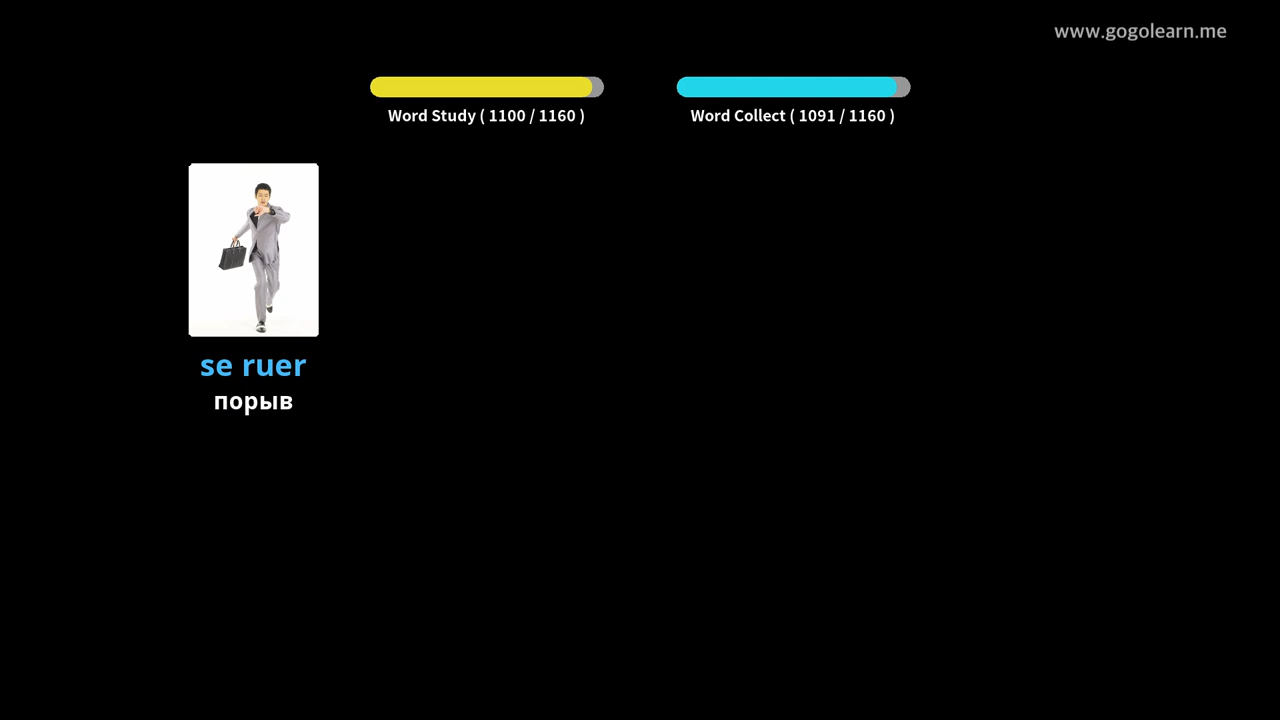 www.gogolearn.me
Word Study ( 1100 / 1160 )
Word Collect ( 1091 / 1160 )
se ruer
порыв